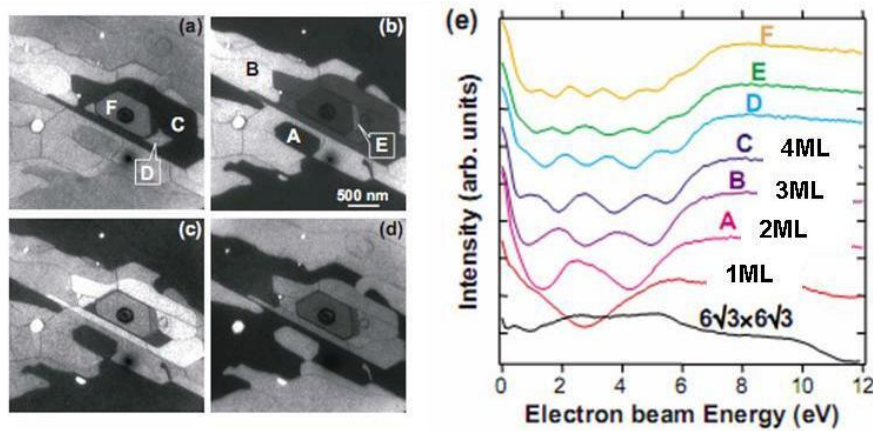 (a)
F
C
D
(b)
B
A
E
500 nm
(c)
(d)
(e)
Intensity (arb. units)
F
E
D
C 4ML
B 3ML
A 2ML
1ML
6√3×6√3
0 2 4 6 8 10 12
Electron beam Energy (eV)